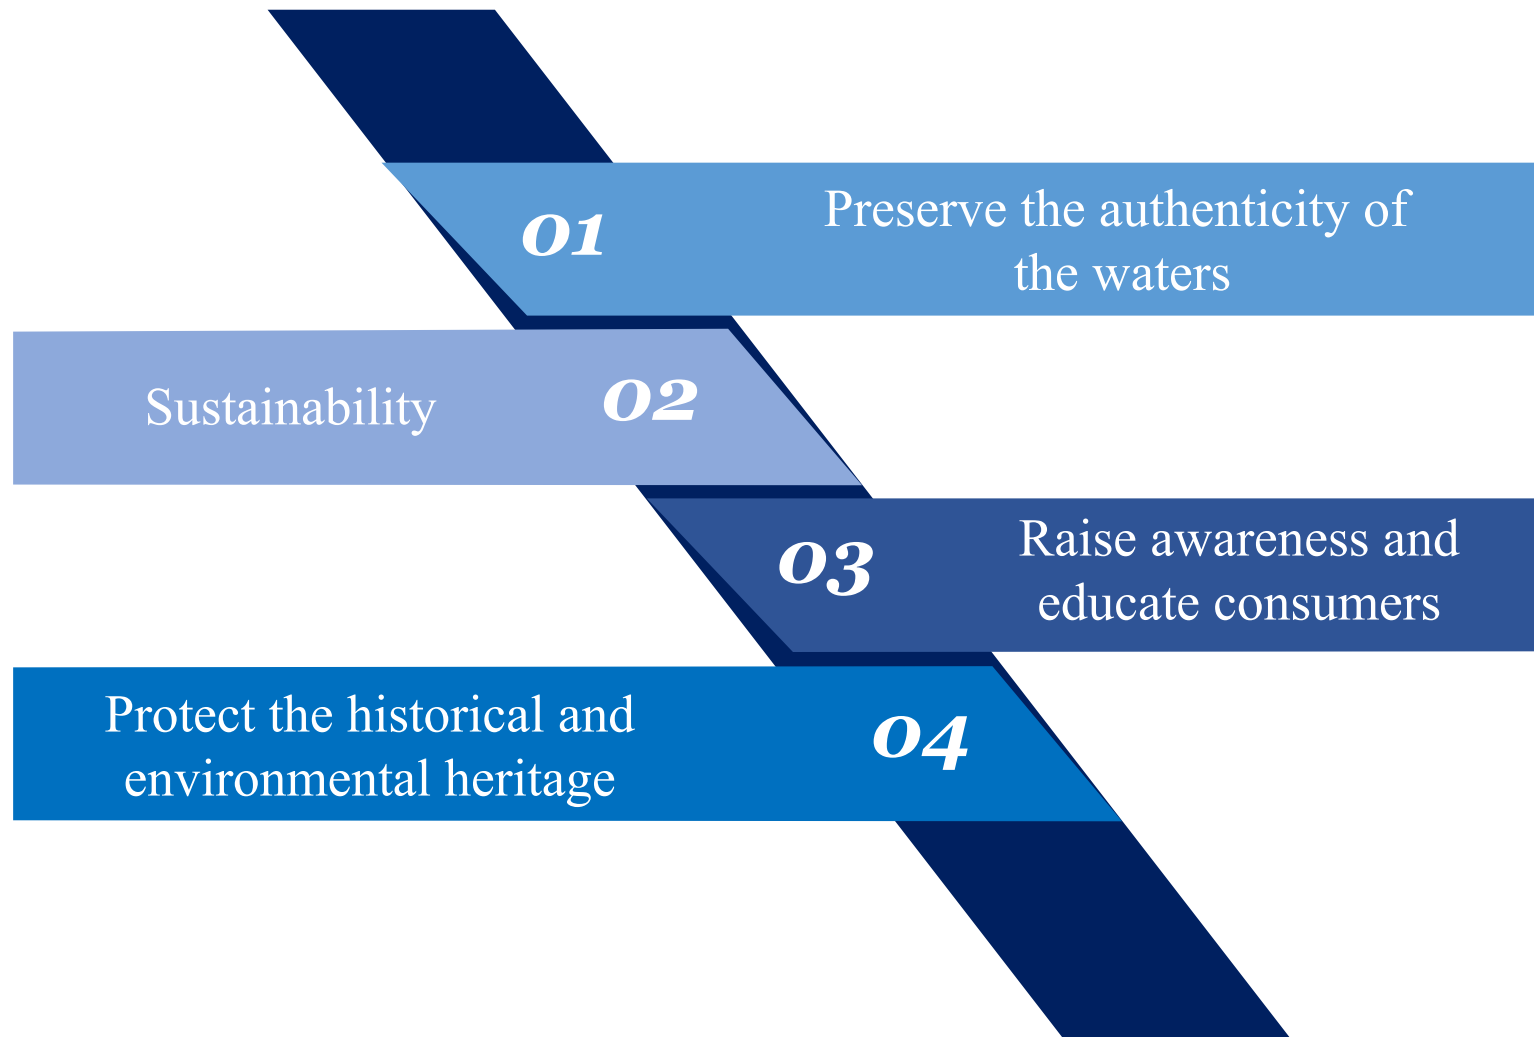 01
Preserve the authenticity of
the waters
Sustainability
02
03
Raise awareness and
educate consumers
Protect the historical and
environmental heritage
04